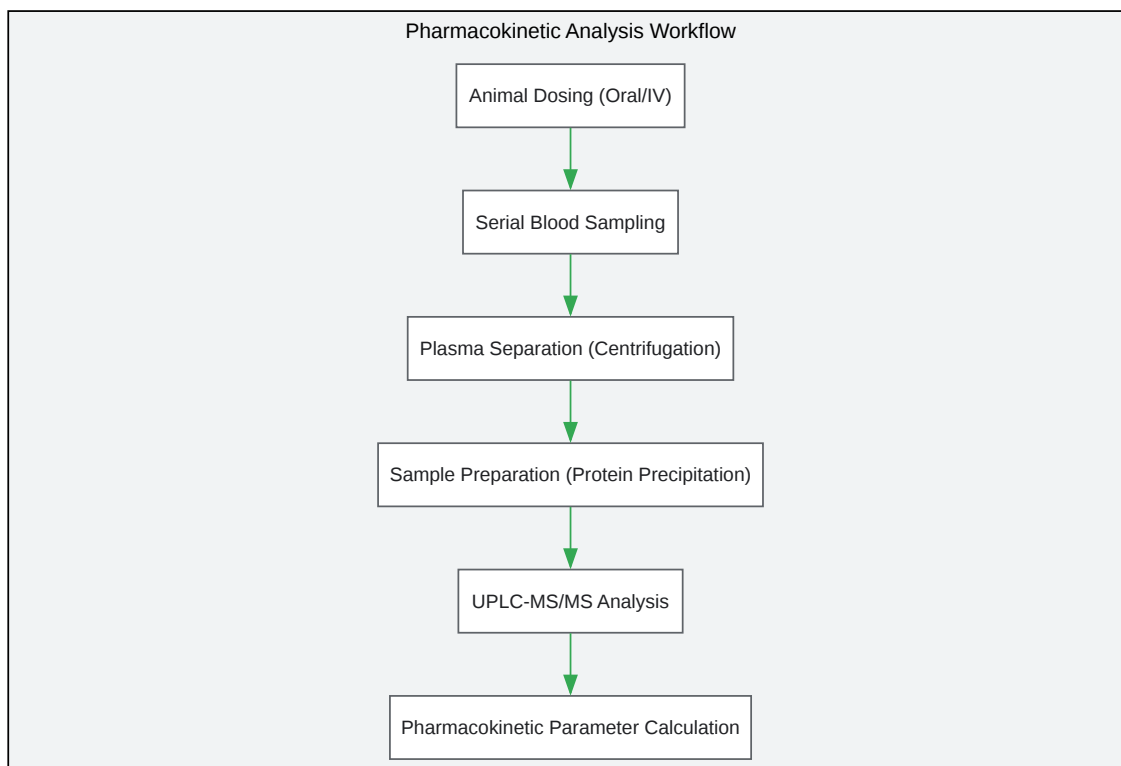 Pharmacokinetic Analysis Workflow
Animal Dosing (Oral/IV)
Serial Blood Sampling
Plasma Separation (Centrifugation)
Sample Preparation (Protein Precipitation)
UPLC-MS/MS Analysis
Pharmacokinetic Parameter Calculation